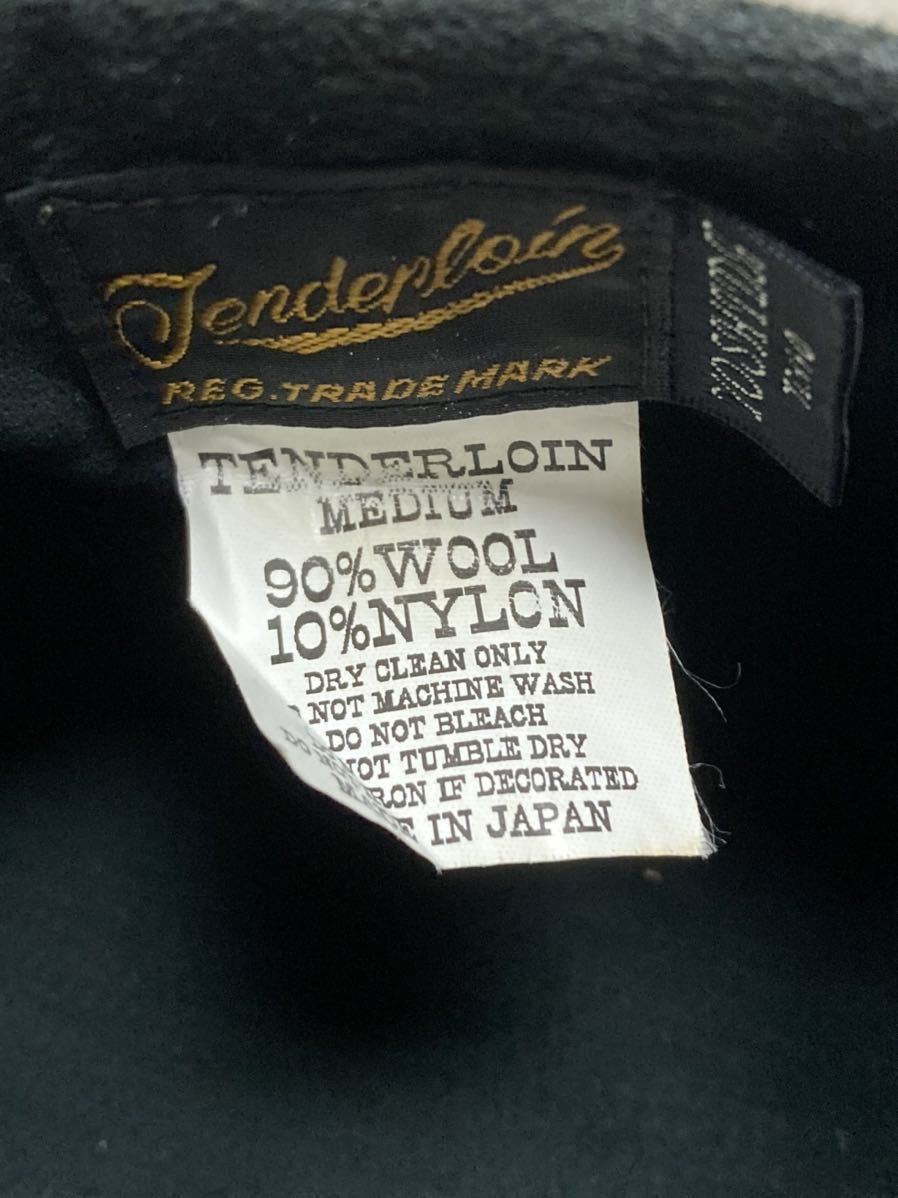 Tenderloin
REG. TRADE MARK
TENDERLOIN
MEDIUM
90% WOOL
10% NYLON
DRY CLEAN ONLY
NOT MACHINE WASH
DO NOT BLEACH
NOT TUMBLE DRY
IRON IF DECORATED
IN JAPAN